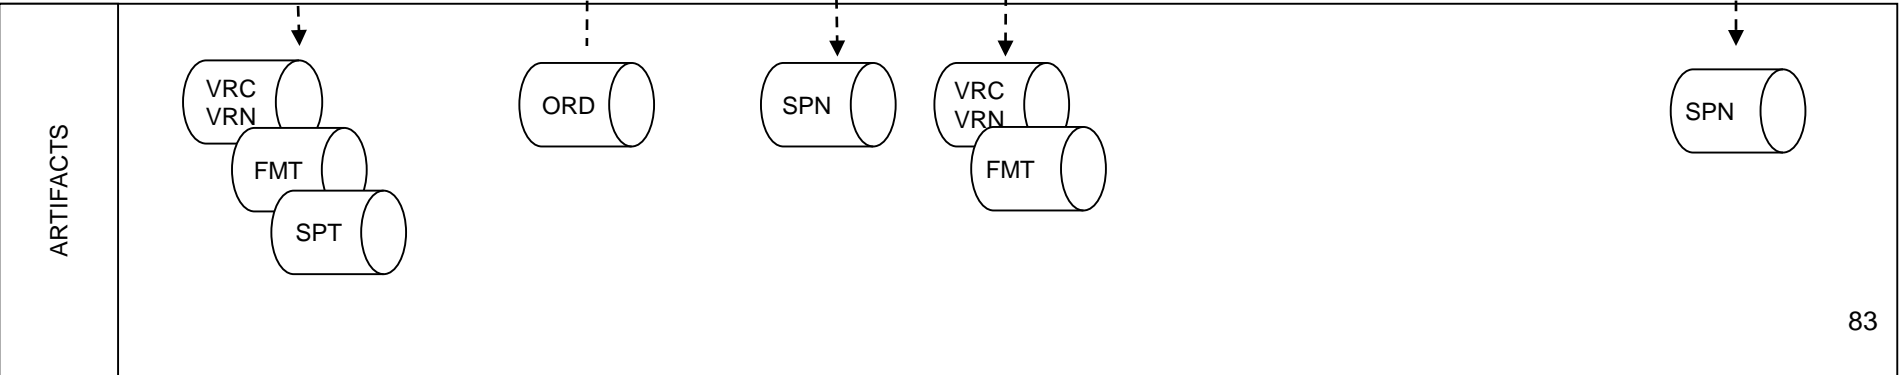 ARTIFACTS
VRC
VRN
FMT
SPT
ORD
SPN
VRC
VRN
FMT
SPN
83